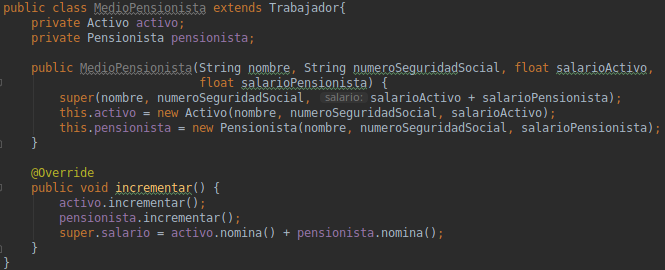 public class MedioPensionista extends Trabajador{
    private Activo activo;
    private Pensionista pensionista;

    public MedioPensionista(String nombre, String numeroSeguridadSocial, float salarioActivo,
                            float salarioPensionista) {
        super(nombre, numeroSeguridadSocial, salario: salarioActivo + salarioPensionista);
        this.activo = new Activo(nombre, numeroSeguridadSocial, salarioActivo);
        this.pensionista = new Pensionista(nombre, numeroSeguridadSocial, salarioPensionista);
    }

    @Override
    public void incrementar() {
        activo.incrementar();
        pensionista.incrementar();
        super.salario = activo.nomina() + pensionista.nomina();
    }
}